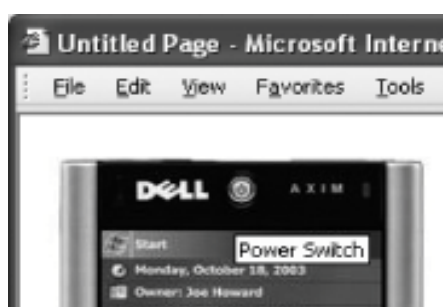 Untitled Page - Microsoft Interne
File Edit View Favorites Tools
DELL AXIM
Start
Power Switch
Monday, October 18, 2003
Owner: Joe Howard